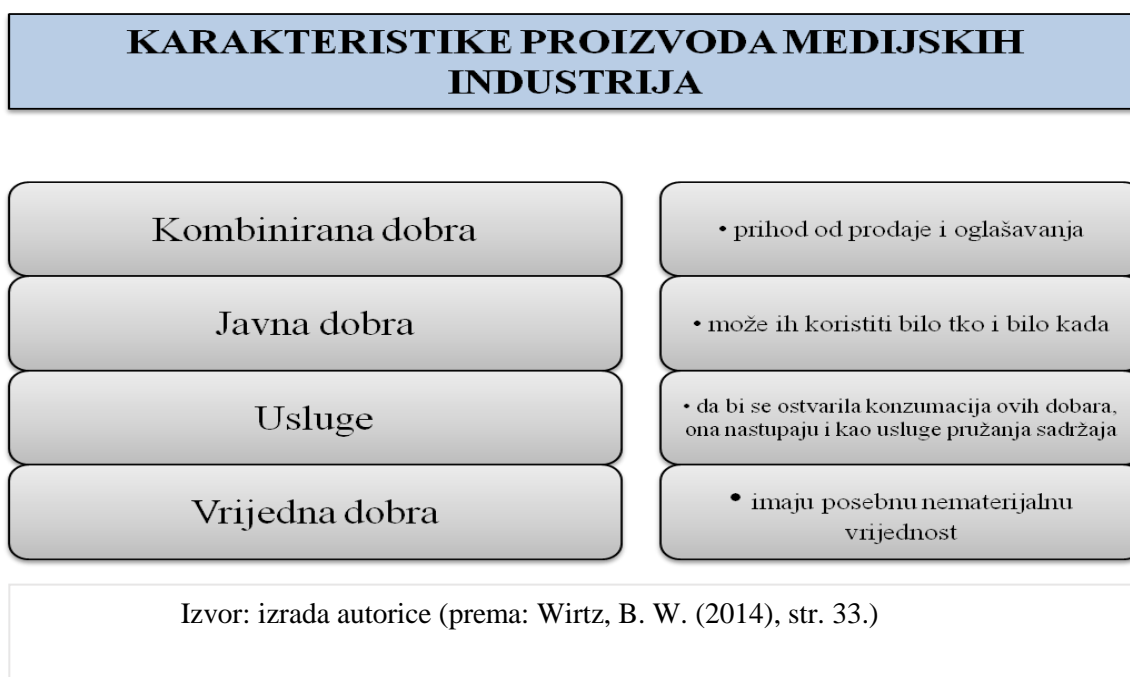 KARAKTERISTIKE PROIZVODA MEDIJSKIH
INDUSTRIJA
Kombinirana dobra
• prihod od prodaje i oglašavanja
Javna dobra
• može ih koristiti bilo tko i bilo kada
Usluge
• da bi se ostvarila konzumacija ovih dobara,
ona nastupaju i kao usluge pružanja sadržaja
Vrijedna dobra
• imaju posebnu nematerijalnu
vrijednost
Izvor: izrada autorice (prema: Wirtz, B. W. (2014), str. 33.)